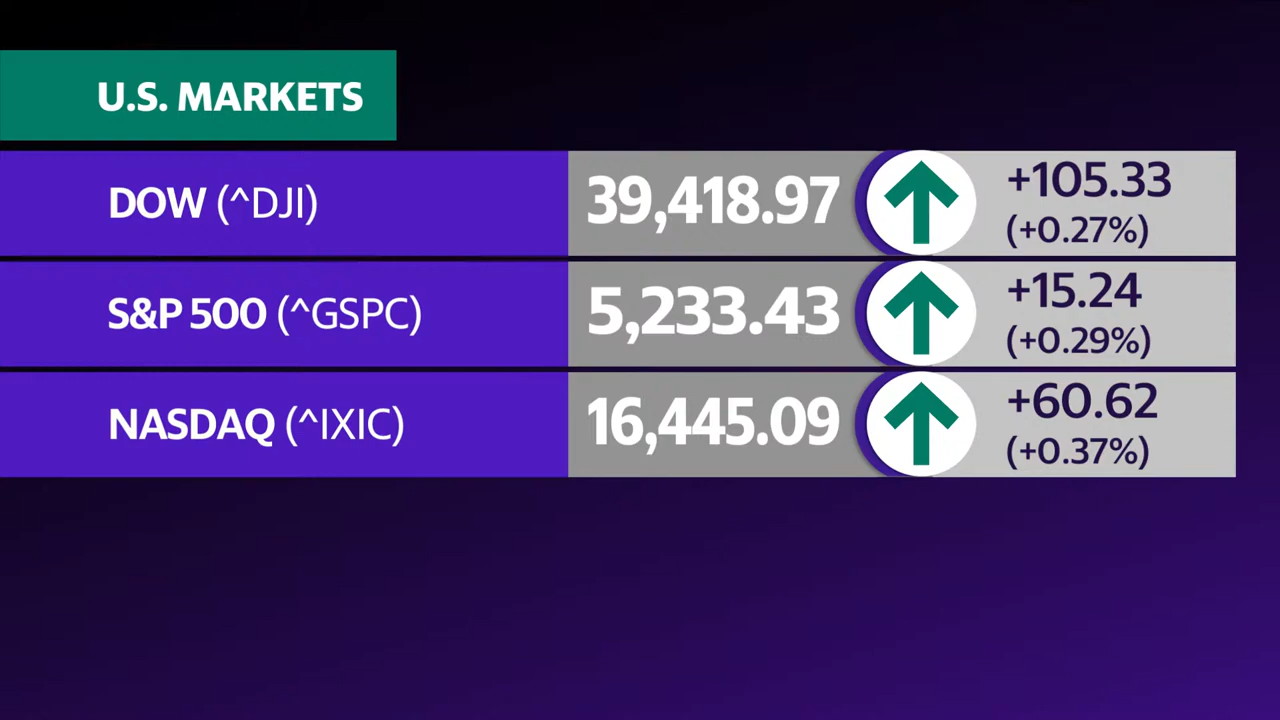 U.S. MARKETS
DOW (^DJI) 39,418.97 +105.33
(+0.27%)
S&P 500 (^GSPC) 5,233.43 +15.24
(+0.29%)
NASDAQ (^IXIC) 16,445.09 +60.62
(+0.37%)